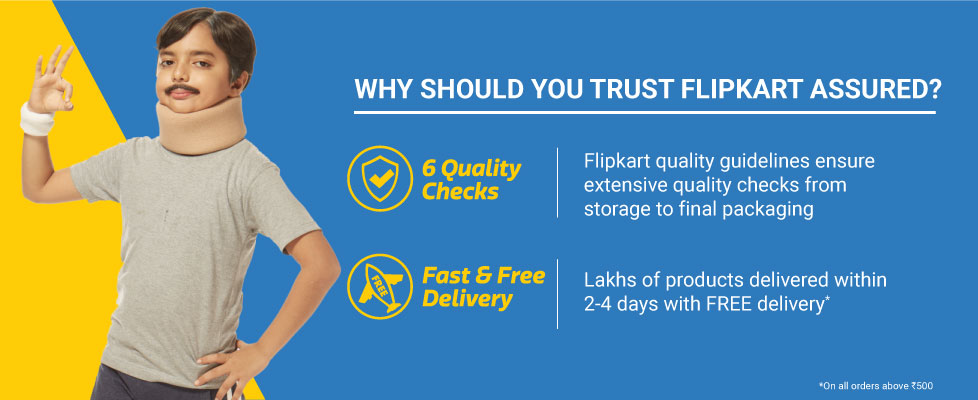 WHY SHOULD YOU TRUST FLIPKART ASSURED?
6 Quality
Checks
Flipkart quality guidelines ensure
extensive quality checks from
storage to final packaging
FREE
Fast & Free
Delivery
Lakhs of products delivered within
2-4 days with FREE delivery*
*On all orders above ₹500